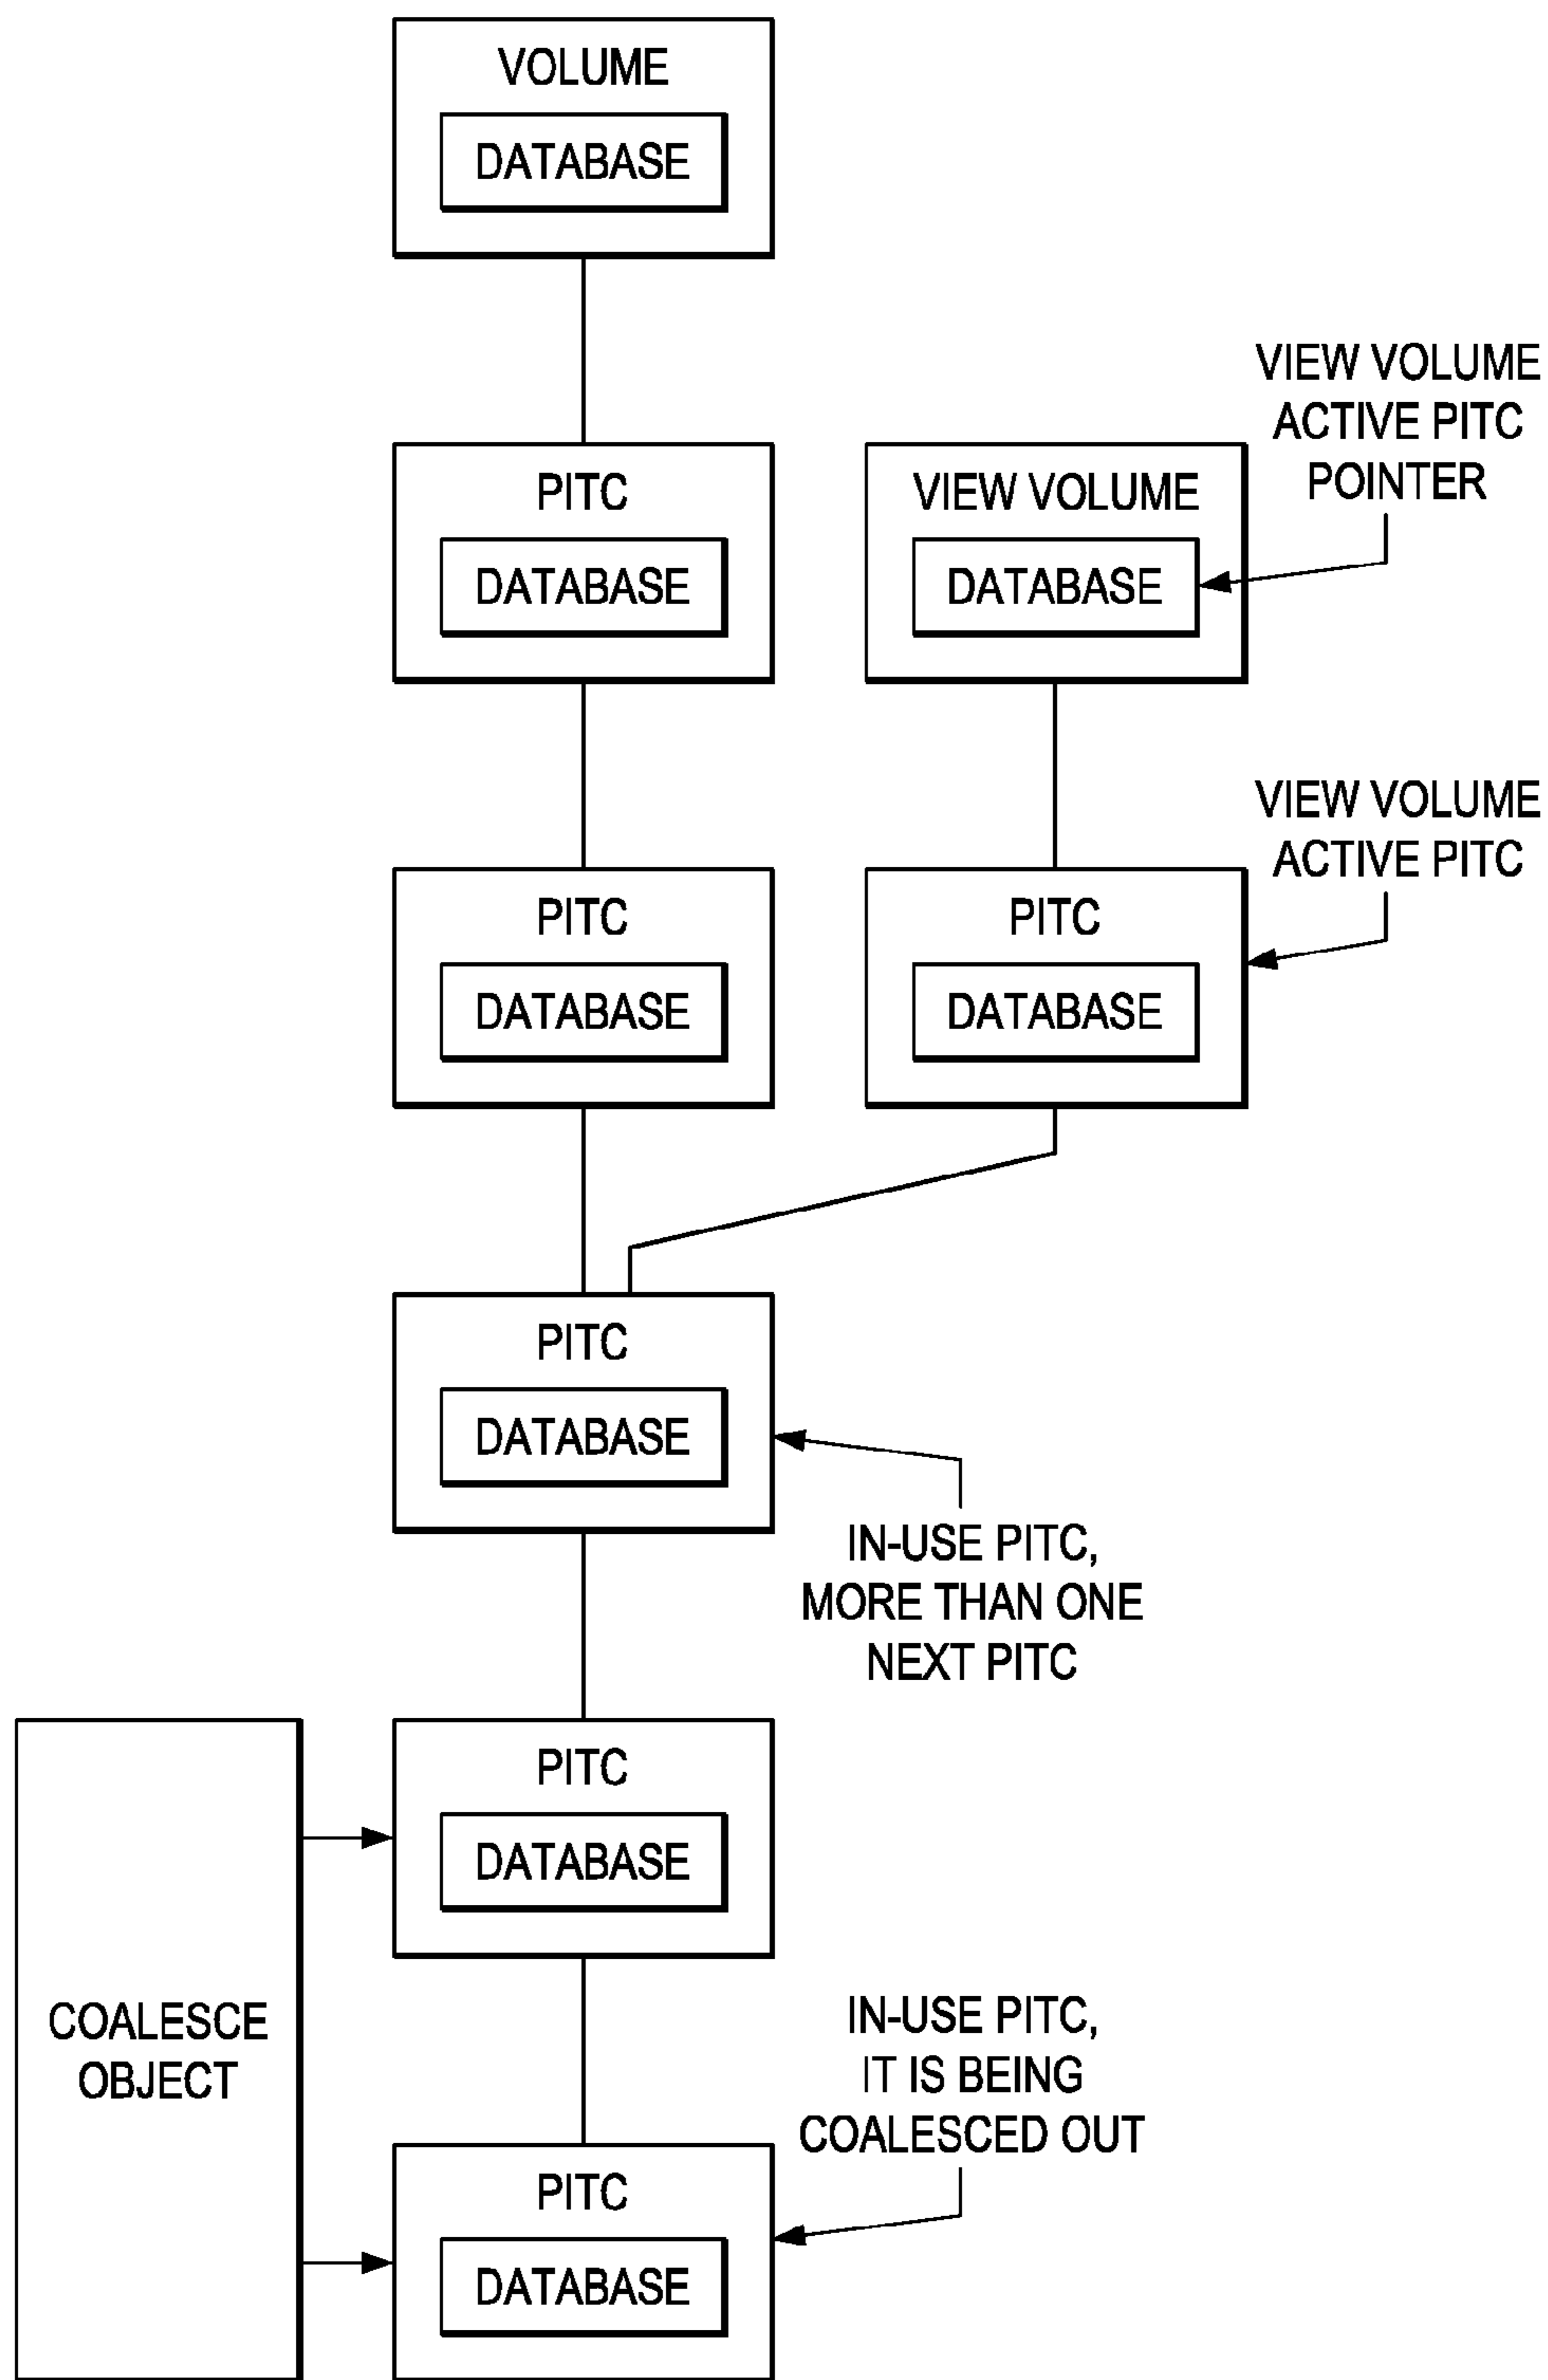 VOLUME
DATABASE
VIEW VOLUME
ACTIVE PITC
POINTER
PITC
DATABASE
VIEW VOLUME
DATABASE
VIEW VOLUME
ACTIVE PITC
PITC
DATABASE
PITC
DATABASE
PITC
DATABASE
IN-USE PITC,
MORE THAN ONE
NEXT PITC
PITC
DATABASE
COALESCE
OBJECT
IN-USE PITC,
IT IS BEING
COALESCED OUT
PITC
DATABASE